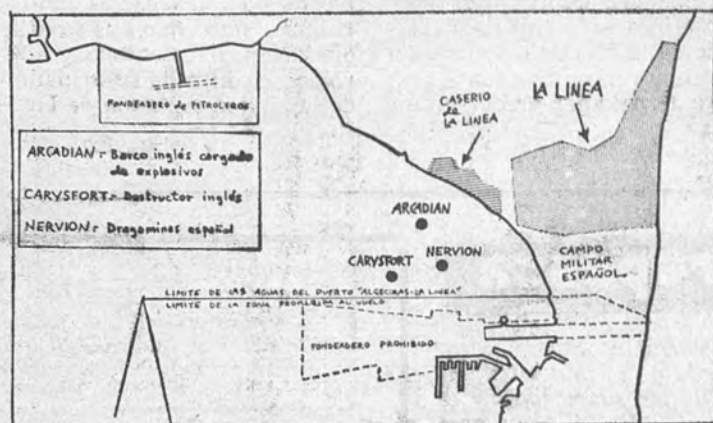 FONDEADERO de PETROLEROS
CASERIO
de
LA LINEA
LA LINEA
ARCADIAN - Barco inglés cargado
de explosivos
CARYSFORT - Destructor inglés
NERVION - Dragaminas español
ARCADIAN
CARYSFORT
NERVION
CAMPO
MILITAR
ESPAÑOL
LIMITE DE LAS AGUAS DEL PUERTO "ALGECIRAS-LA LINEA"
LIMITE DE LA ZONA PROHIBIDA AL VUELO
FONDEADERO PROHIBIDO